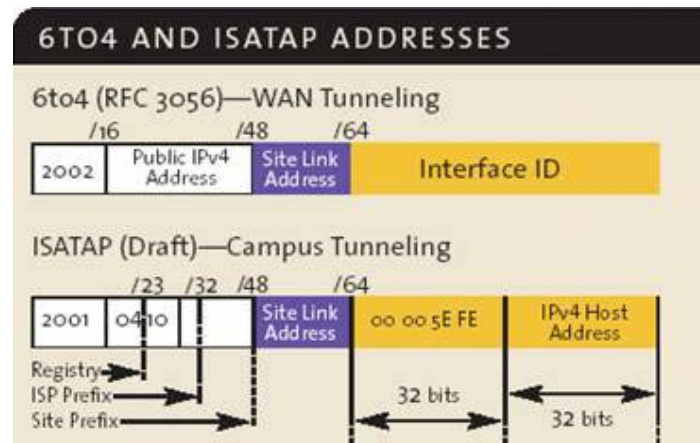 6TO4 AND ISATAP ADDRESSES
6to4 (RFC 3056)—WAN Tunneling
/16 /48 /64
2002 Public IPv4 Address Site Link Address Interface ID
ISATAP (Draft)—Campus Tunneling
/23 /32 /48 /64
2001 0410 Site Link Address 00 00 5E FE IPv4 Host Address
Registry
ISP Prefix
Site Prefix
32 bits
32 bits